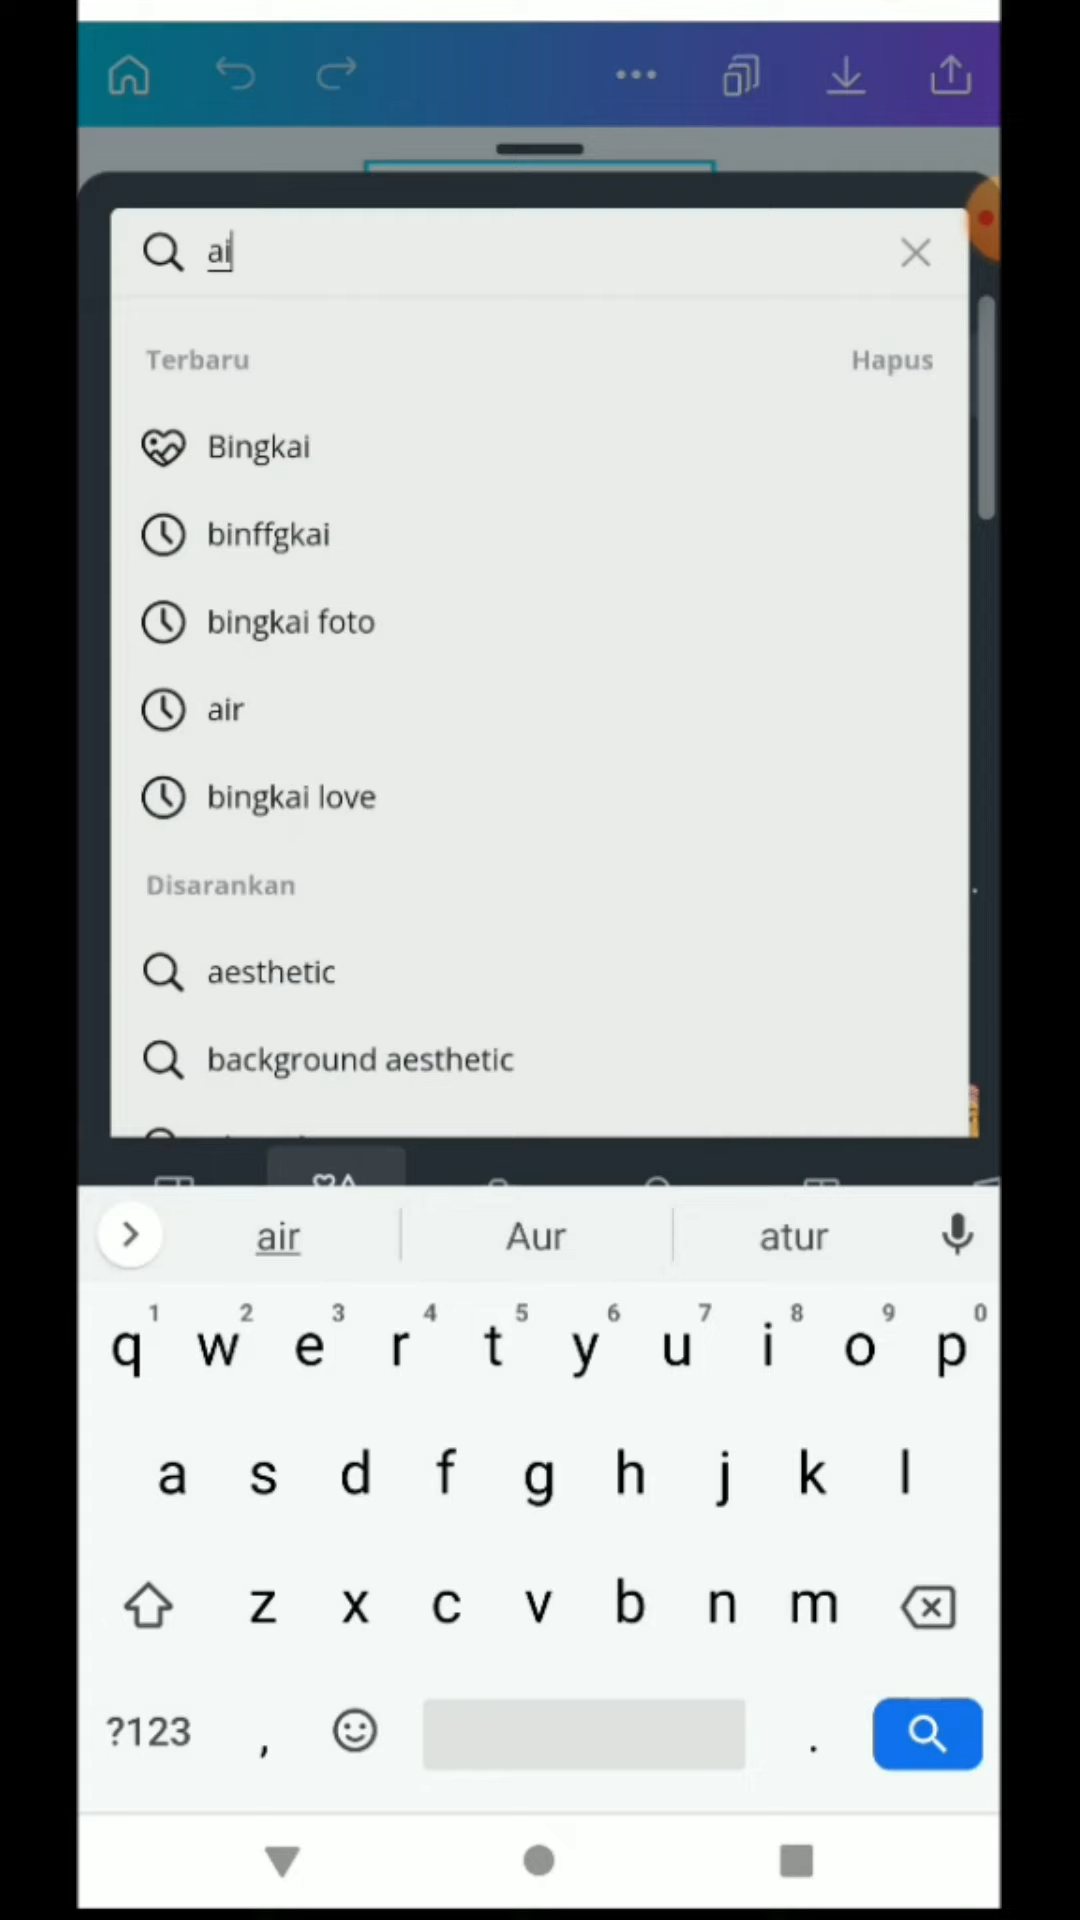 ai
Terbaru Hapus
Bingkai
binffgkai
bingkai foto
air
bingkai love
Disarankan
aesthetic
background aesthetic
air Aur atur
1 2 3 4 5 6 7 8 9 0
q w e r t y u i o p
a s d f g h j k l
z x c v b n m
?123 , .